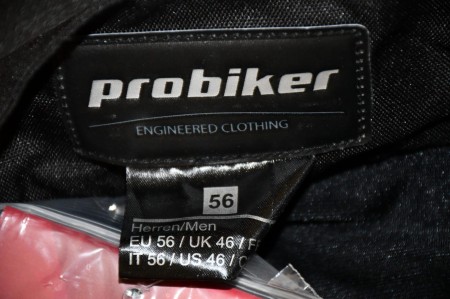 probiker
ENGINEERED CLOTHING
56
Herren/Men
EU 56 / UK 46 / F
IT 56 / US 46 /